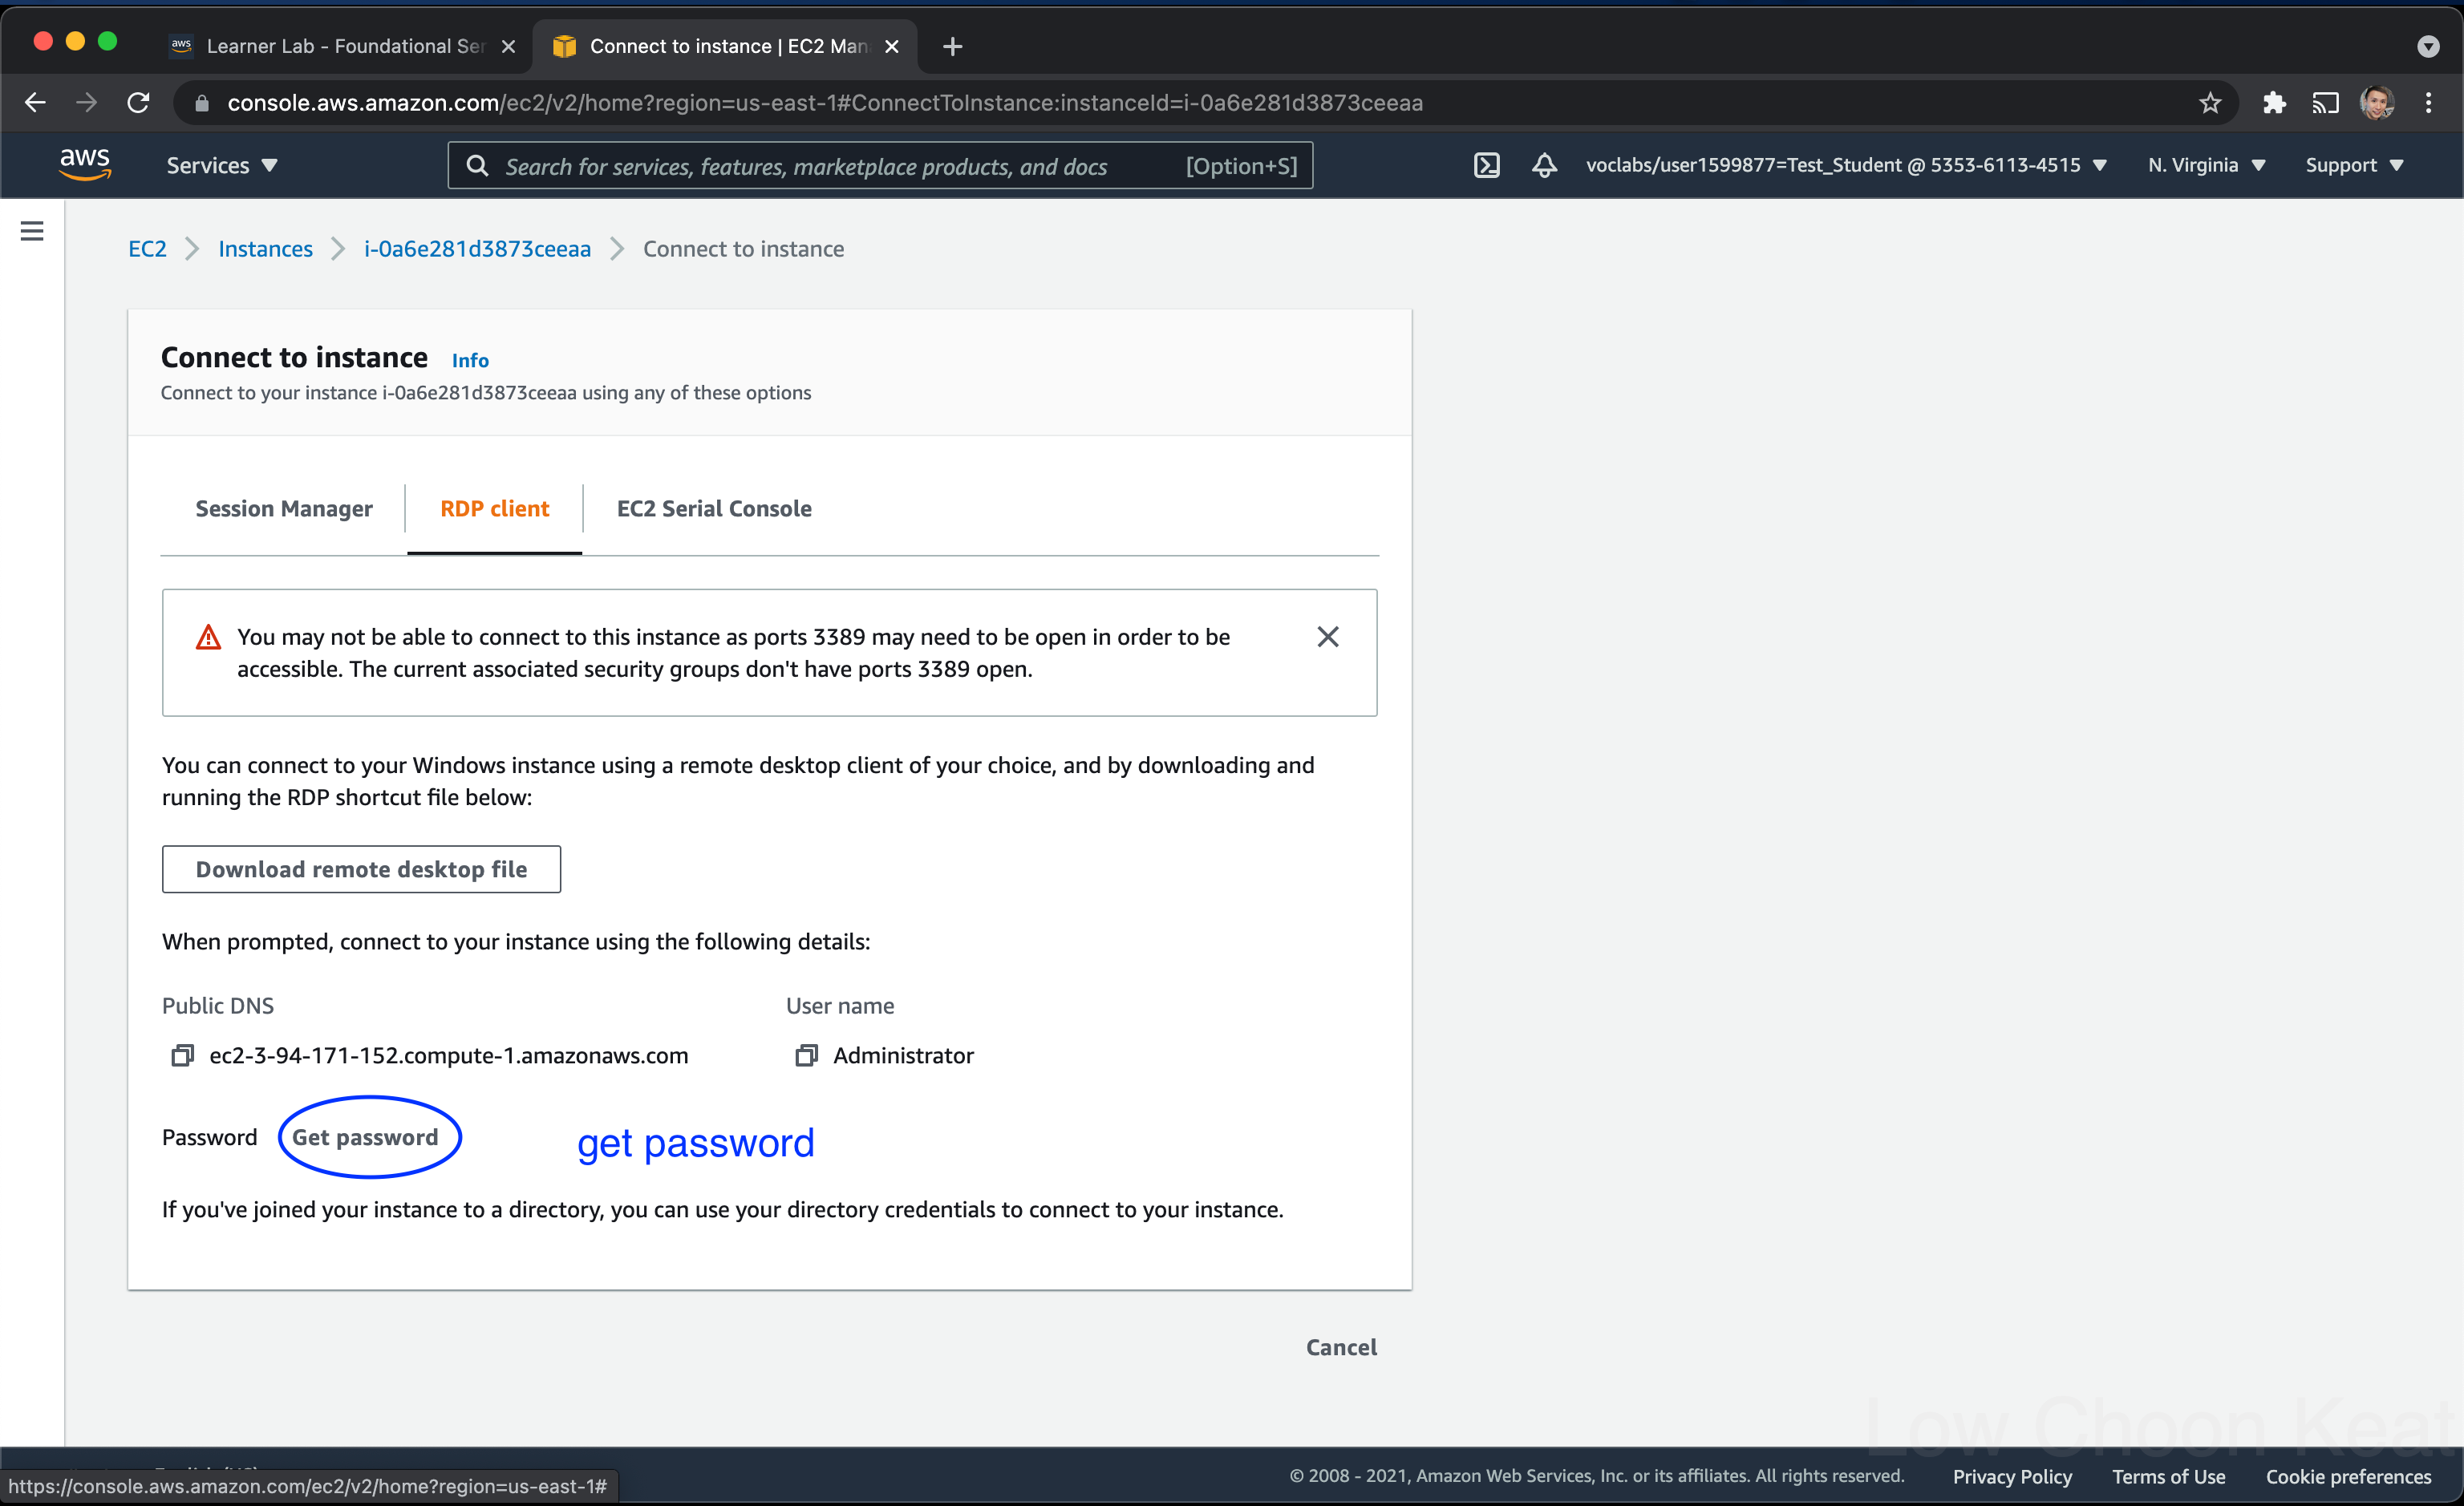 aws
Learner Lab - Foundational Ser
Connect to instance | EC2 Man
console.aws.amazon.com/ec2/v2/home?region=us-east-1#ConnectToInstance:instanceId=i-0a6e281d3873ceeaa
aws
Services
Search for services, features, marketplace products, and docs
[Option+S]
voclabs/user1599877=Test_Student @ 5353-6113-4515
N. Virginia
Support
EC2
Instances
i-0a6e281d3873ceeaa
Connect to instance
Connect to instance Info
Connect to your instance i-0a6e281d3873ceeaa using any of these options
Session Manager
RDP client
EC2 Serial Console
You may not be able to connect to this instance as ports 3389 may need to be open in order to be
accessible. The current associated security groups don't have ports 3389 open.
You can connect to your Windows instance using a remote desktop client of your choice, and by downloading and
running the RDP shortcut file below:
Download remote desktop file
When prompted, connect to your instance using the following details:
Public DNS
User name
ec2-3-94-171-152.compute-1.amazonaws.com
Administrator
Password Get password
get password
If you've joined your instance to a directory, you can use your directory credentials to connect to your instance.
Cancel
Low Choon Keat
© 2008 - 2021, Amazon Web Services, Inc. or its affiliates. All rights reserved.
Privacy Policy
Terms of Use
Cookie preferences
https://console.aws.amazon.com/ec2/v2/home?region=us-east-1#